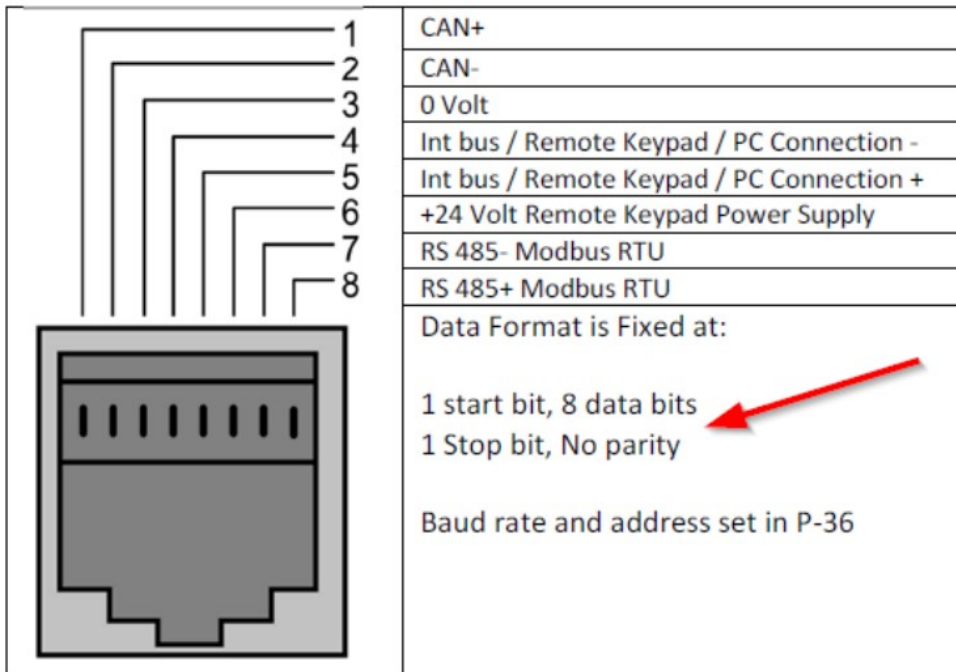 1 CAN+
2 CAN-
3 0 Volt
4 Int bus / Remote Keypad / PC Connection -
5 Int bus / Remote Keypad / PC Connection +
6 +24 Volt Remote Keypad Power Supply
7 RS 485- Modbus RTU
8 RS 485+ Modbus RTU
Data Format is Fixed at:
1 start bit, 8 data bits
1 Stop bit, No parity
Baud rate and address set in P-36